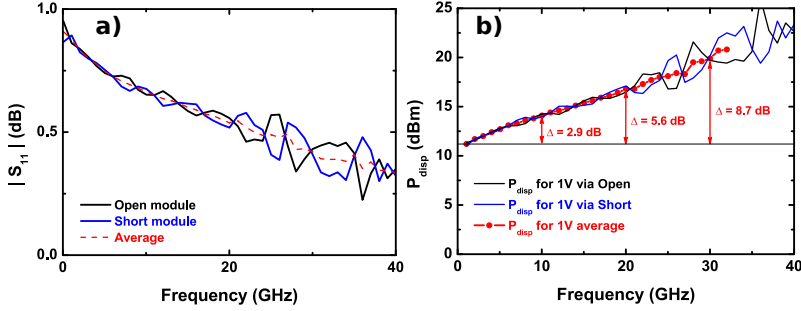 a)
1.0
0.5
0.0
| S11 | (dB)
Open module
Short module
Average
0 20 40
Frequency (GHz)
b)
25
20
15
10
5
0
Pdisp (dBm)
Δ = 2.9 dB
Δ = 5.6 dB
Δ = 8.7 dB
Pdisp for 1V via Open
Pdisp for 1V via Short
Pdisp for 1V average
0 10 20 30 40
Frequency (GHz)